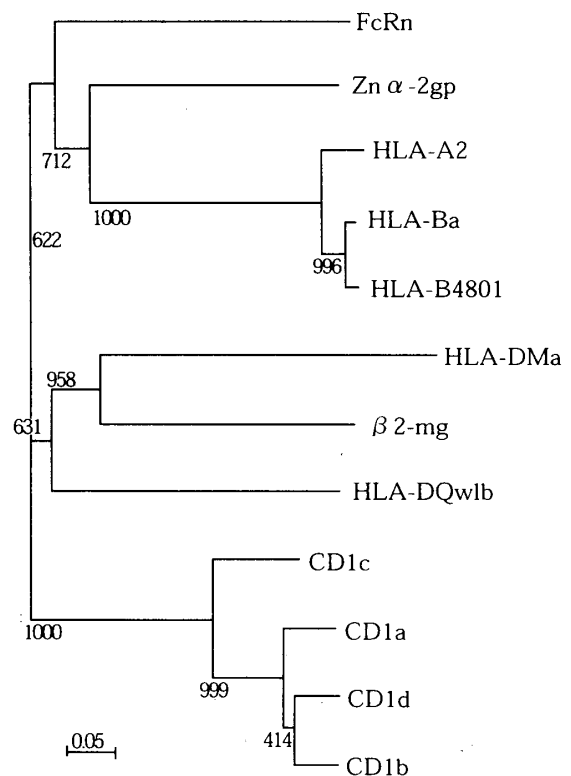 FcRn
Zn α-2gp
712
HLA-A2
1000
HLA-Ba
622
996
HLA-B4801
HLA-DMa
958
631
β2-mg
HLA-DQwlb
CD1c
1000
CD1a
999
CD1d
0.05
414
CD1b